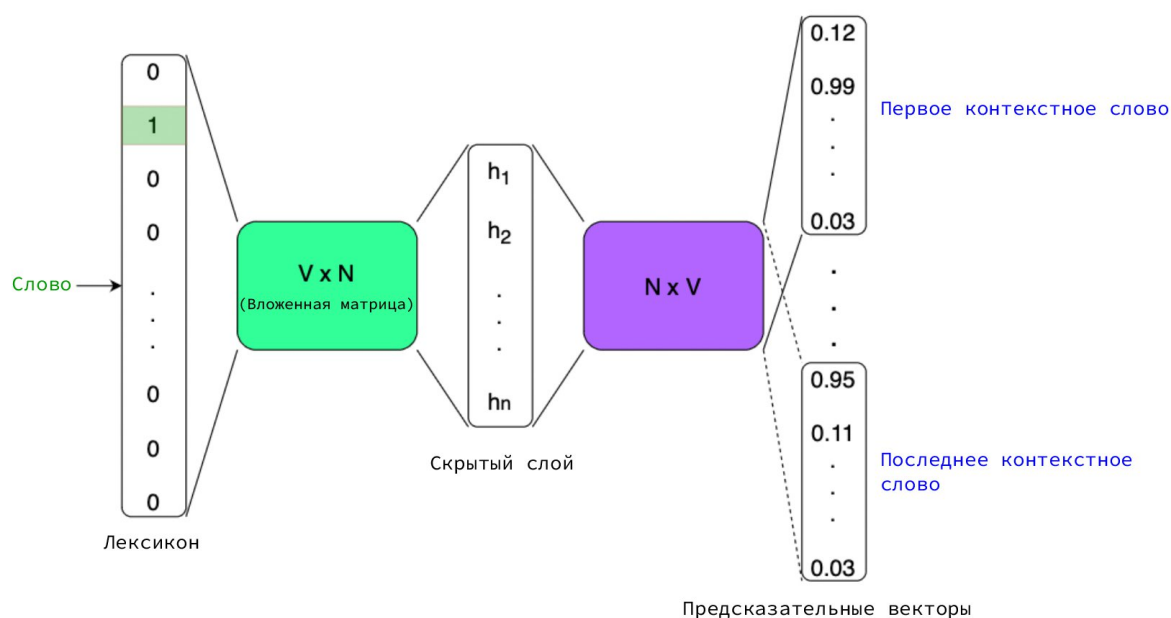 Слово
0
1
0
0
.
.
.
0
0
0
Лексикон
V x N
(Вложенная матрица)
h1
h2
.
.
.
hn
Скрытый слой
N x V
0.12
0.99
.
.
.
0.03
Первое контекстное слово
.
.
.
0.95
0.11
.
.
.
0.03
Последнее контекстное
слово
Предсказательные векторы